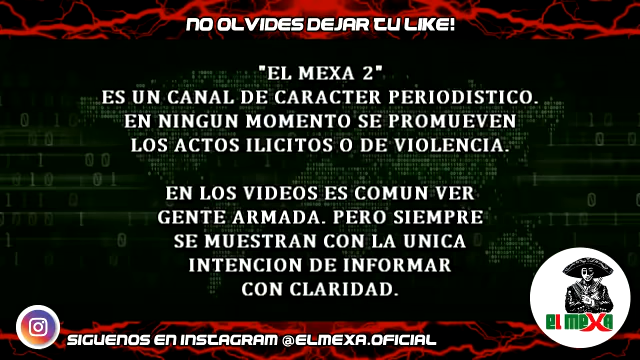 NO OLVIDES DEJAR TU LIKE!
"EL MEXA 2"
ES UN CANAL DE CARACTER PERIODISTICO.
EN NINGUN MOMENTO SE PROMUEVEN
LOS ACTOS ILICITOS O DE VIOLENCIA.
EN LOS VIDEOS ES COMUN VER
GENTE ARMADA. PERO SIEMPRE
SE MUESTRAN CON LA UNICA
INTENCION DE INFORMAR
CON CLARIDAD.
EL MEXA
SIGUENOS EN INSTAGRAM @ELMEXA.OFICIAL